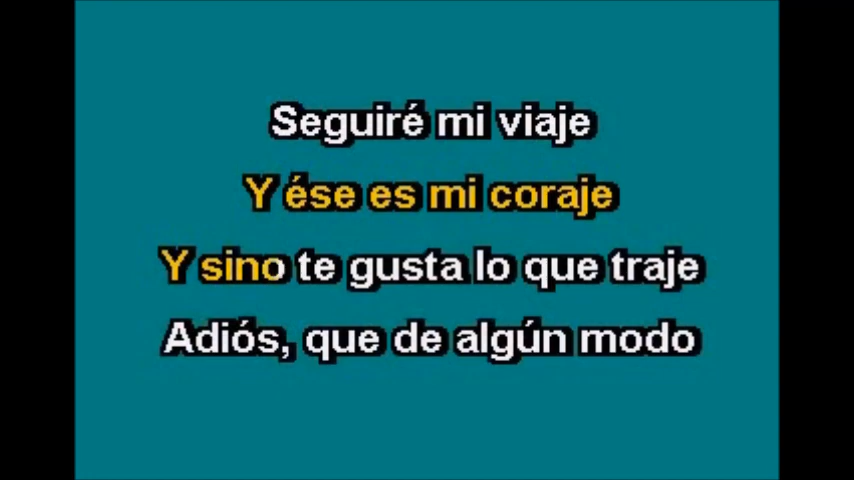 Seguiré mi viaje
Y ése es mi coraje
Y sino te gusta lo que traje
Adiós, que de algún modo